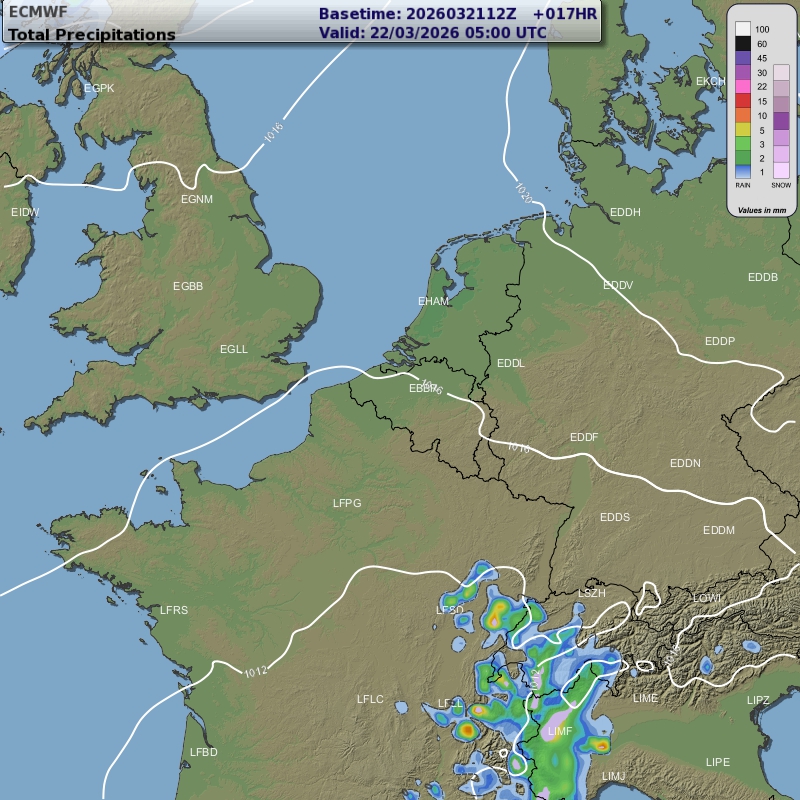 ECMWF
Total Precipitations
Basetime: 2026032112Z +017HR
Valid: 22/03/2026 05:00 UTC
100
60
45
30
22
15
10
5
3
2
1
RAIN SNOW
Values in mm
EGPK
EKCH
1016
EGNM
1020
EIDW
EDDH
EGBB
EDDV
EDDB
EHAM
EGLL
EDDP
EDDL
1016
EDDF
1016
EDDN
LFPG
EDDS
EDDM
LSZH
LOWI
LFRS
LFSD
1012
LFLC
LFLL
LIME
LIPZ
LIMF
LFBD
LIPE
LIMJ